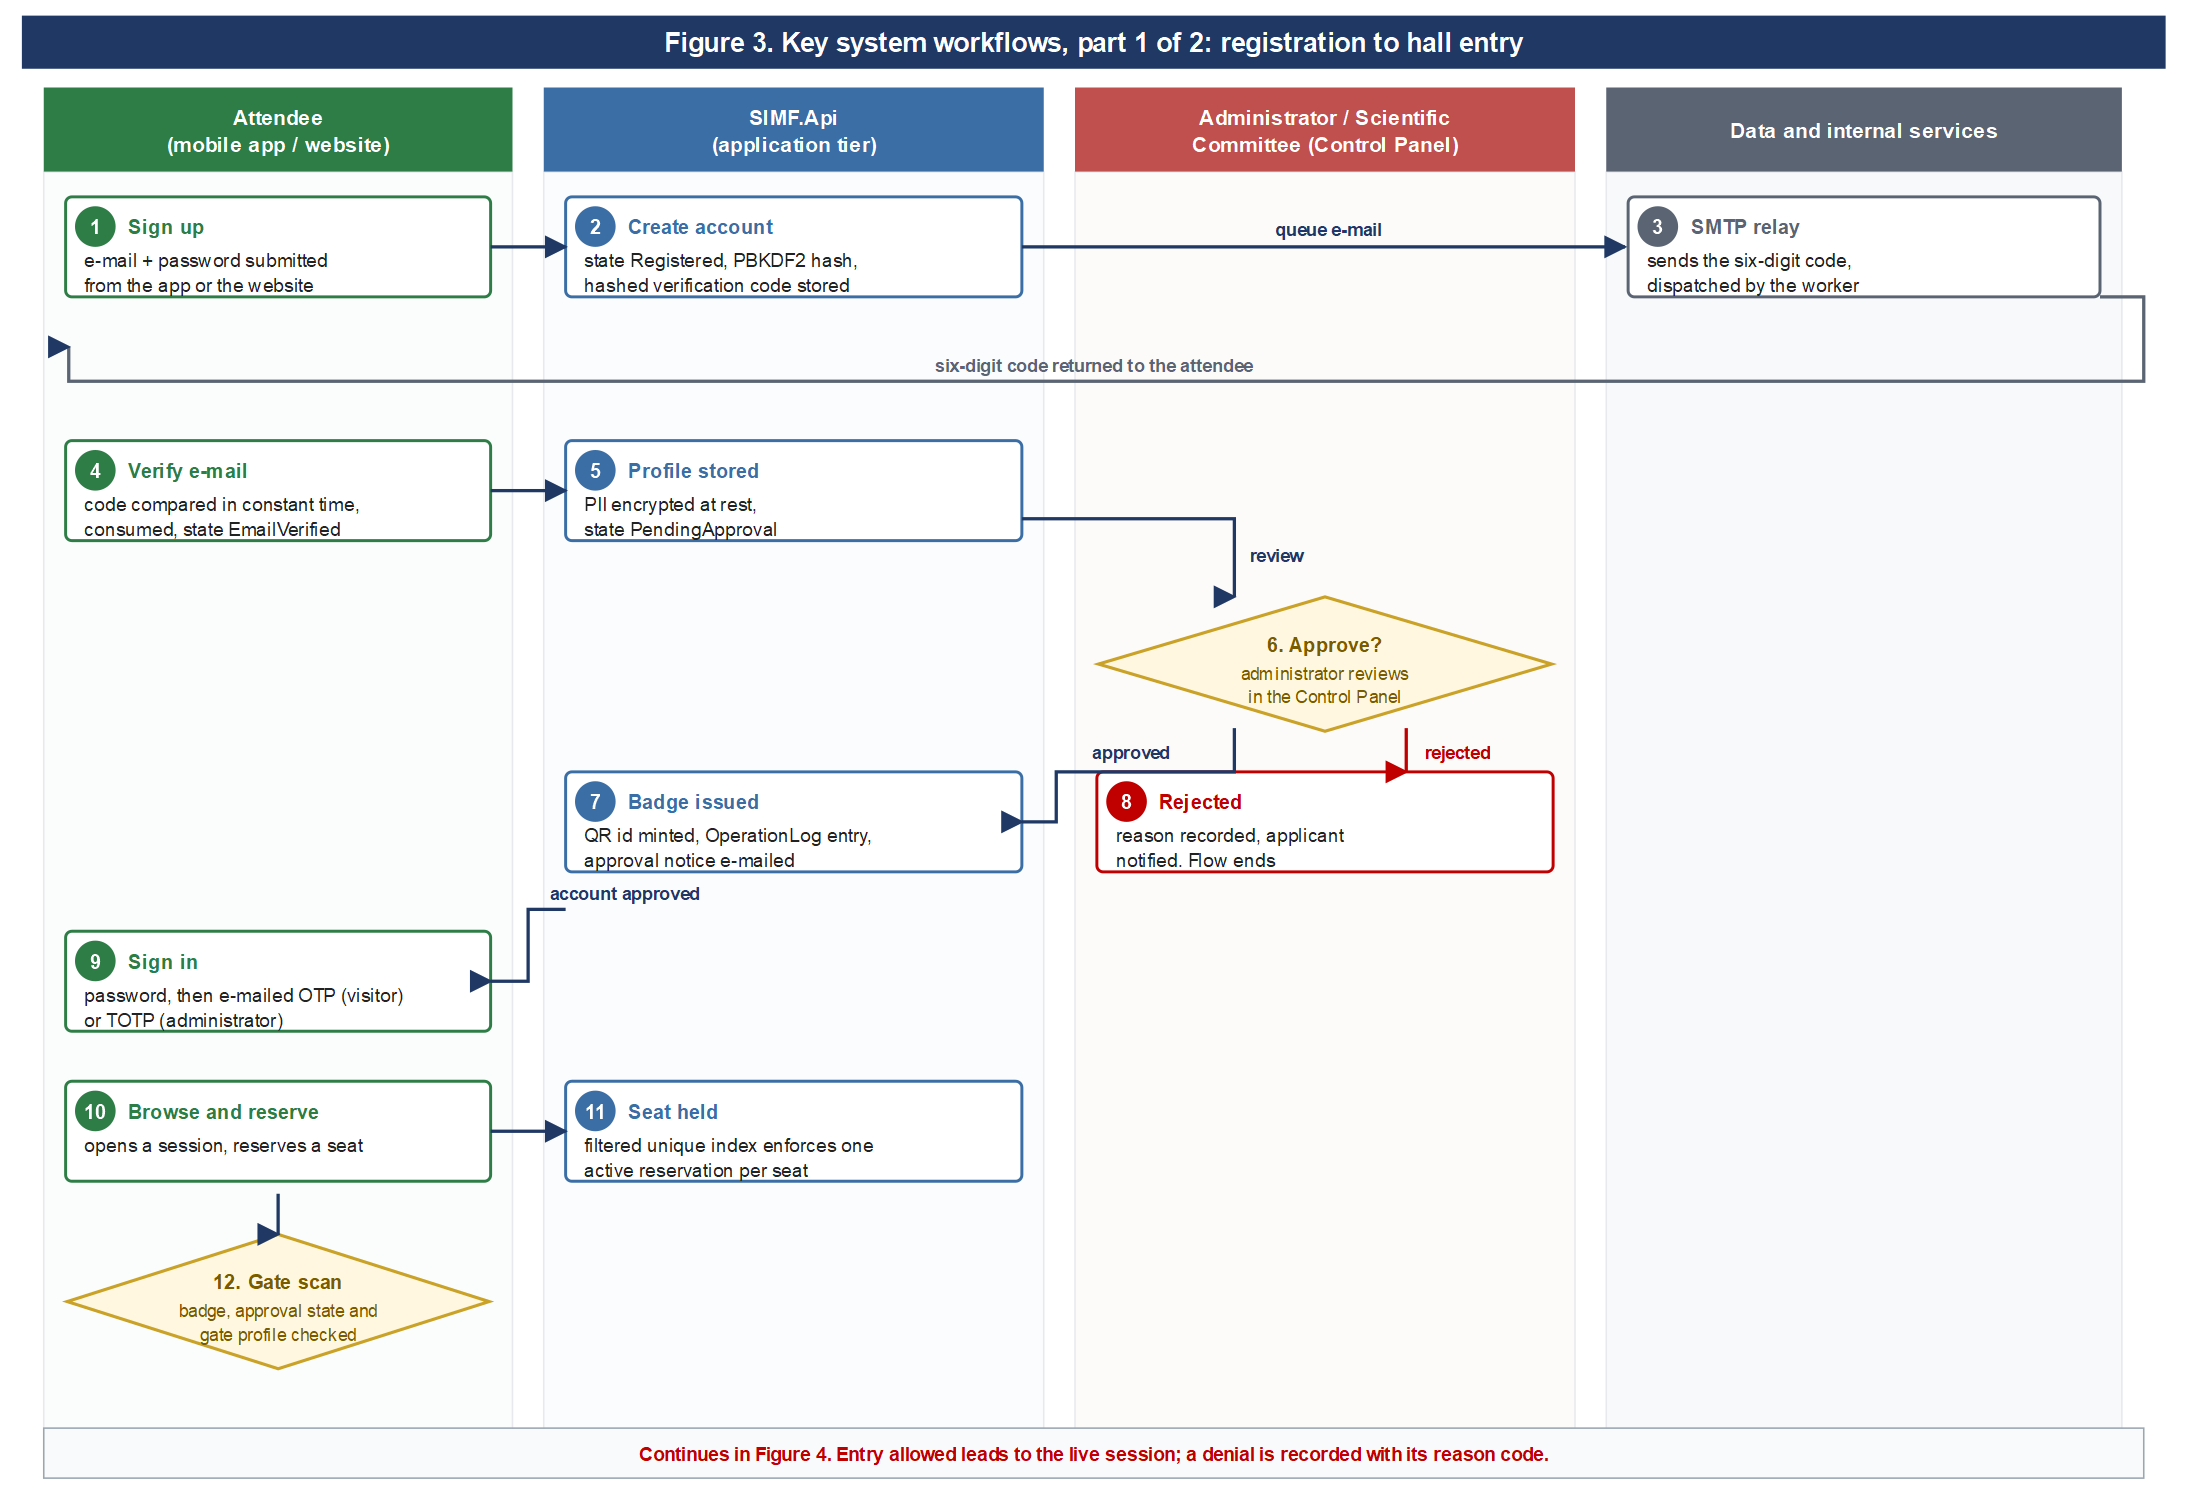 Figure 3. Key system workflows, part 1 of 2: registration to hall entry
Attendee
(mobile app / website)
SIMF.Api
(application tier)
Administrator / Scientific
Committee (Control Panel)
Data and internal services
1 Sign up
e-mail + password submitted
from the app or the website
2 Create account
state Registered, PBKDF2 hash,
hashed verification code stored
queue e-mail
3 SMTP relay
sends the six-digit code,
dispatched by the worker
six-digit code returned to the attendee
4 Verify e-mail
code compared in constant time,
consumed, state EmailVerified
5 Profile stored
PII encrypted at rest,
state PendingApproval
review
6. Approve?
administrator reviews
in the Control Panel
approved
rejected
7 Badge issued
QR id minted, OperationLog entry,
approval notice e-mailed
8 Rejected
reason recorded, applicant
notified. Flow ends
account approved
9 Sign in
password, then e-mailed OTP (visitor)
or TOTP (administrator)
10 Browse and reserve
opens a session, reserves a seat
11 Seat held
filtered unique index enforces one
active reservation per seat
12. Gate scan
badge, approval state and
gate profile checked
Continues in Figure 4. Entry allowed leads to the live session; a denial is recorded with its reason code.